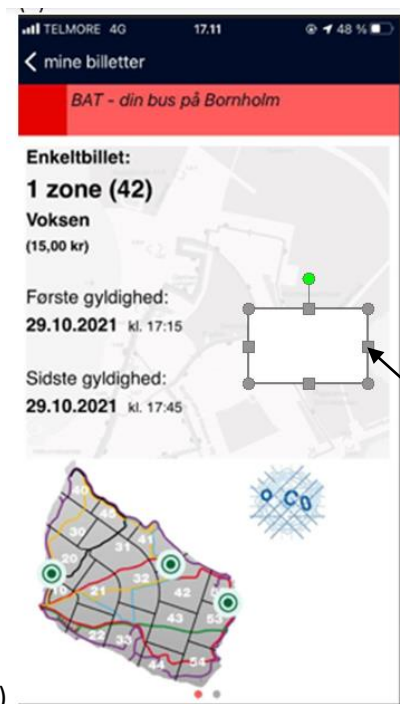 TELMORE 4G 17.11 48 %
mine billetter
BAT - din bus på Bornholm
Enkeltbillet:
1 zone (42)
Voksen
(15,00 kr)
Første gyldighed:
29.10.2021 kl. 17:15
Sidste gyldighed:
29.10.2021 kl. 17:45
40
45
41
30
31
20
32
10
21
42
43
53
22
33
44
54
)